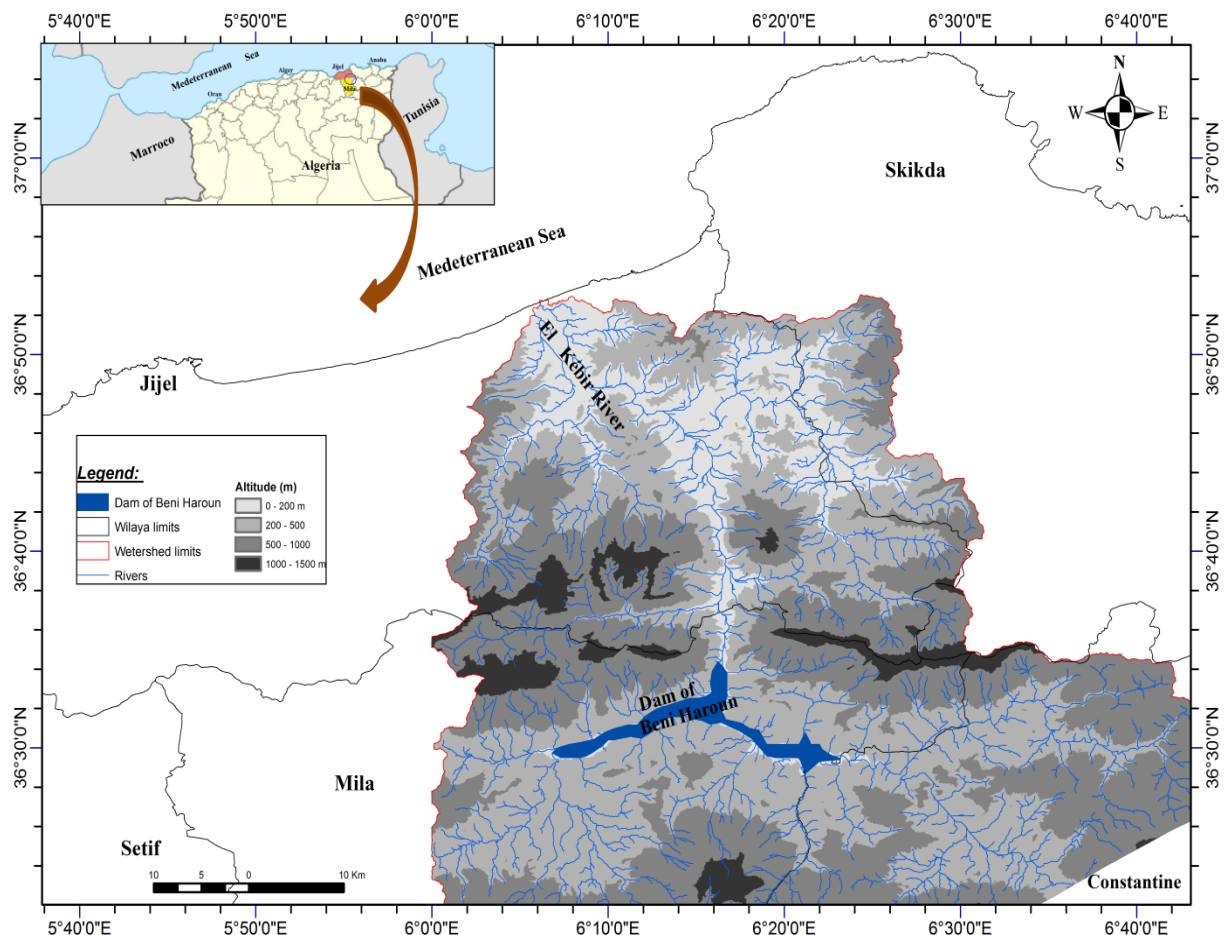 5°40'0"E 5°50'0"E 6°0'0"E 6°10'0"E 6°20'0"E 6°30'0"E 6°40'0"E
Medeterranean Sea
Oran
Alger
Jijel
Anaba
Mila
Tunisia
Marroco
Algeria
N
W E
S
37°0'0"N
37°0'0"N
Skikda
Medeterranean Sea
36°50'0"N
36°50'0"N
El Kébir River
Jijel
Legend:
Dam of Beni Haroun
Wilaya limits
Wetershed limits
Rivers
Altitude (m)
0 - 200 m
200 - 500
500 - 1000
1000 - 1500 m
36°40'0"N
36°40'0"N
Dam of
Beni Haroun
36°30'0"N
36°30'0"N
Mila
Setif
10 5 0 10 Km
Constantine
5°40'0"E 5°50'0"E 6°0'0"E 6°10'0"E 6°20'0"E 6°30'0"E 6°40'0"E